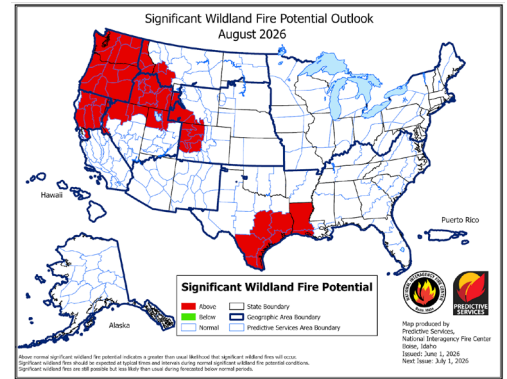 Significant Wildland Fire Potential Outlook
August 2026
Hawaii
Puerto Rico
Alaska
Significant Wildland Fire Potential
Above
State Boundary
Below
Geographic Area Boundary
Normal
Predictive Services Area Boundary
NATIONAL INTERAGENCY FIRE CENTER
PREDICTIVE
SERVICES
Map produced by
Predictive Services,
National Interagency Fire Center
Boise, Idaho
Issued: June 1, 2026
Next Issue: July 1, 2026
Above normal significant wildland fire potential indicates a greater than usual likelihood that significant wildland fires will occur.
Significant wildland fires should be expected at typical times and intervals during normal significant wildland fire potential conditions.
Significant wildland fires are still possible but less likely than usual during forecasted below normal periods.